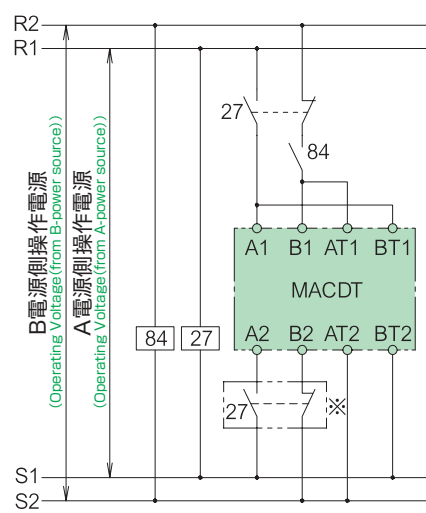 R2
R1
B電源側操作電源
(Operating Voltage(from B-power source))
A電源側操作電源
(Operating Voltage(from A-power source))
27
84
A1 B1 AT1 BT1
MACDT
A2 B2 AT2 BT2
84
27
27
※
S1
S2